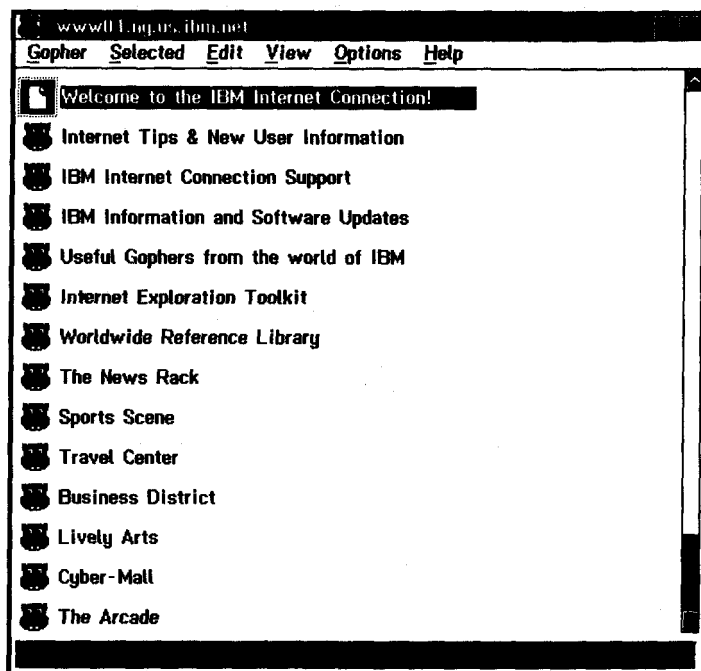 www01.ny.us.ibm.net
Gopher Selected Edit View Options Help
Welcome to the IBM Internet Connection!
Internet Tips & New User Information
IBM Internet Connection Support
IBM Information and Software Updates
Useful Gophers from the world of IBM
Internet Exploration Toolkit
Worldwide Reference Library
The News Rack
Sports Scene
Travel Center
Business District
Lively Arts
Cyber-Mall
The Arcade